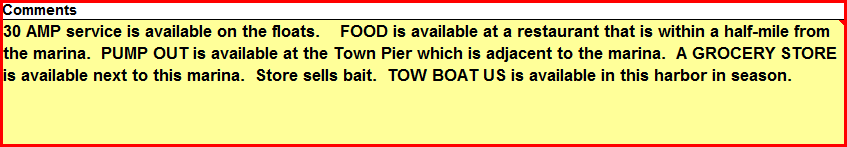 Comments
30 AMP service is available on the floats.    FOOD is available at a restaurant that is within a half-mile from
the marina.  PUMP OUT is available at the Town Pier which is adjacent to the marina.  A GROCERY STORE
is available next to this marina.  Store sells bait.  TOW BOAT US is available in this harbor in season.